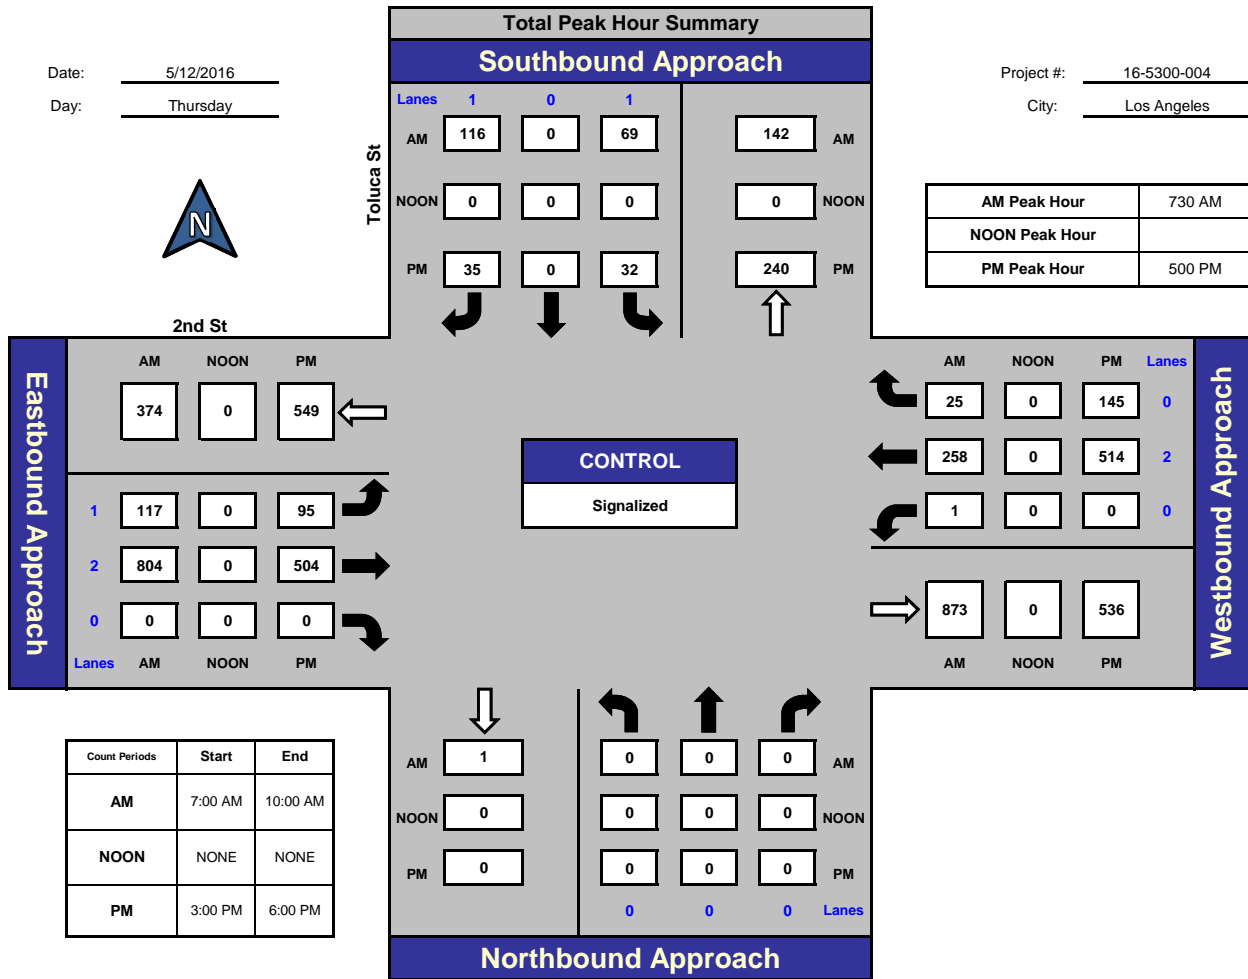 Total Peak Hour Summary
Southbound Approach
Date: 5/12/2016
Day: Thursday
Project #: 16-5300-004
City: Los Angeles
N
Toluca St
Lanes 1 0 1
AM 116 0 69 142 AM
NOON 0 0 0 0 NOON
PM 35 0 32 240 PM
AM Peak Hour 730 AM
NOON Peak Hour
PM Peak Hour 500 PM
2nd St
Eastbound Approach
AM NOON PM
374 0 549
1 117 0 95
2 804 0 504
0 0 0 0
Lanes AM NOON PM
CONTROL
Signalized
AM NOON PM Lanes
25 0 145 0
258 0 514 2
1 0 0 0
873 0 536
AM NOON PM
Westbound Approach
Count Periods Start End
AM 7:00 AM 10:00 AM
NOON NONE NONE
PM 3:00 PM 6:00 PM
AM 1 0 0 0 AM
NOON 0 0 0 0 NOON
PM 0 0 0 0 PM
0 0 0 Lanes
Northbound Approach